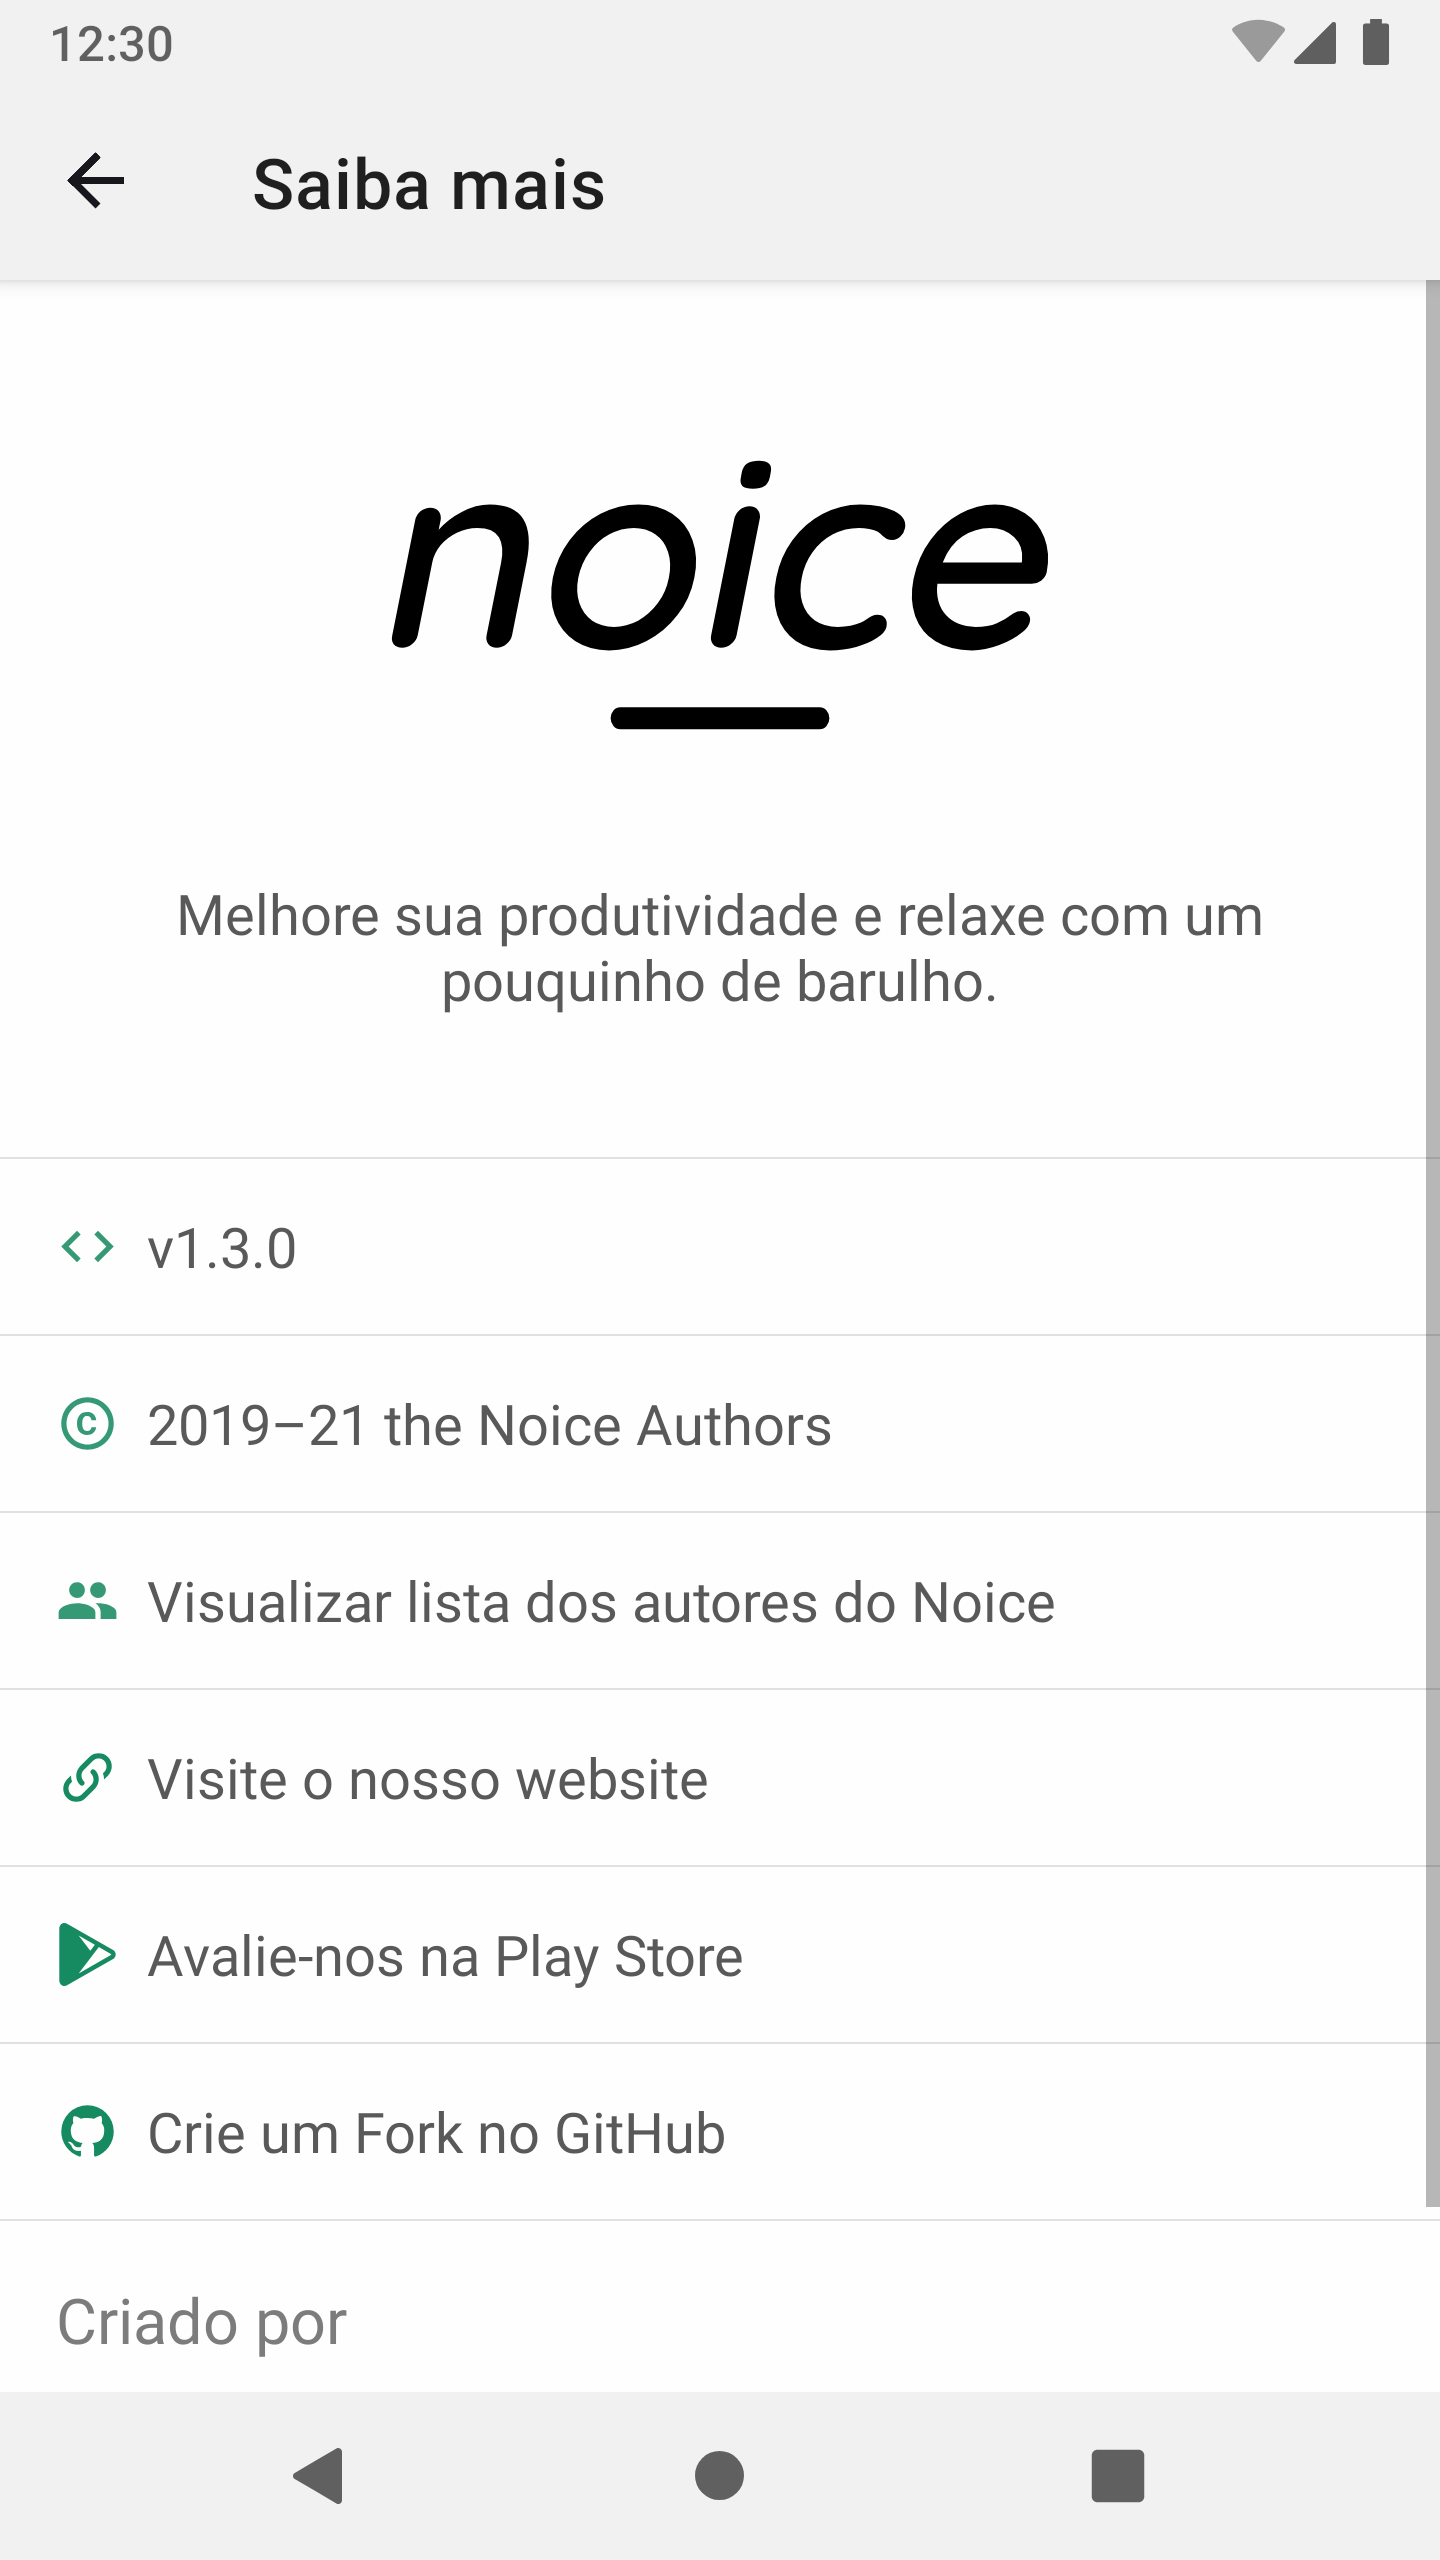 12:30
Saiba mais
noice
Melhore sua produtividade e relaxe com um
pouquinho de barulho.
v1.3.0
2019–21 the Noice Authors
Visualizar lista dos autores do Noice
Visite o nosso website
Avalie-nos na Play Store
Crie um Fork no GitHub
Criado por